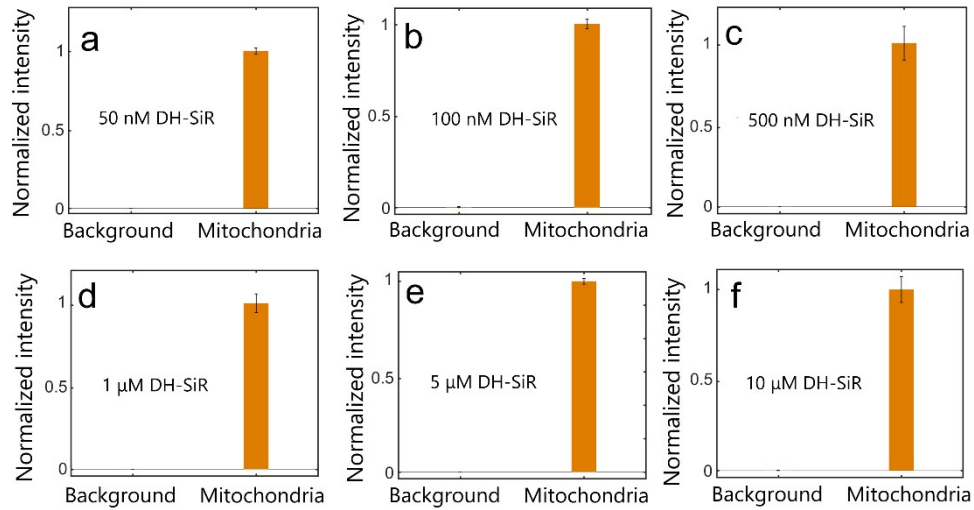 a
Normalized intensity
1
0.5
0
50 nM DH-SiR
Background Mitochondria
b
Normalized intensity
1
0.5
0
100 nM DH-SiR
Background Mitochondria
c
Normalized intensity
1
0.5
0
500 nM DH-SiR
Background Mitochondria
d
Normalized intensity
1
0.5
0
1 μM DH-SiR
Background Mitochondria
e
Normalized intensity
1
0.5
0
5 μM DH-SiR
Background Mitochondria
f
Normalized intensity
1
0.5
0
10 μM DH-SiR
Background Mitochondria